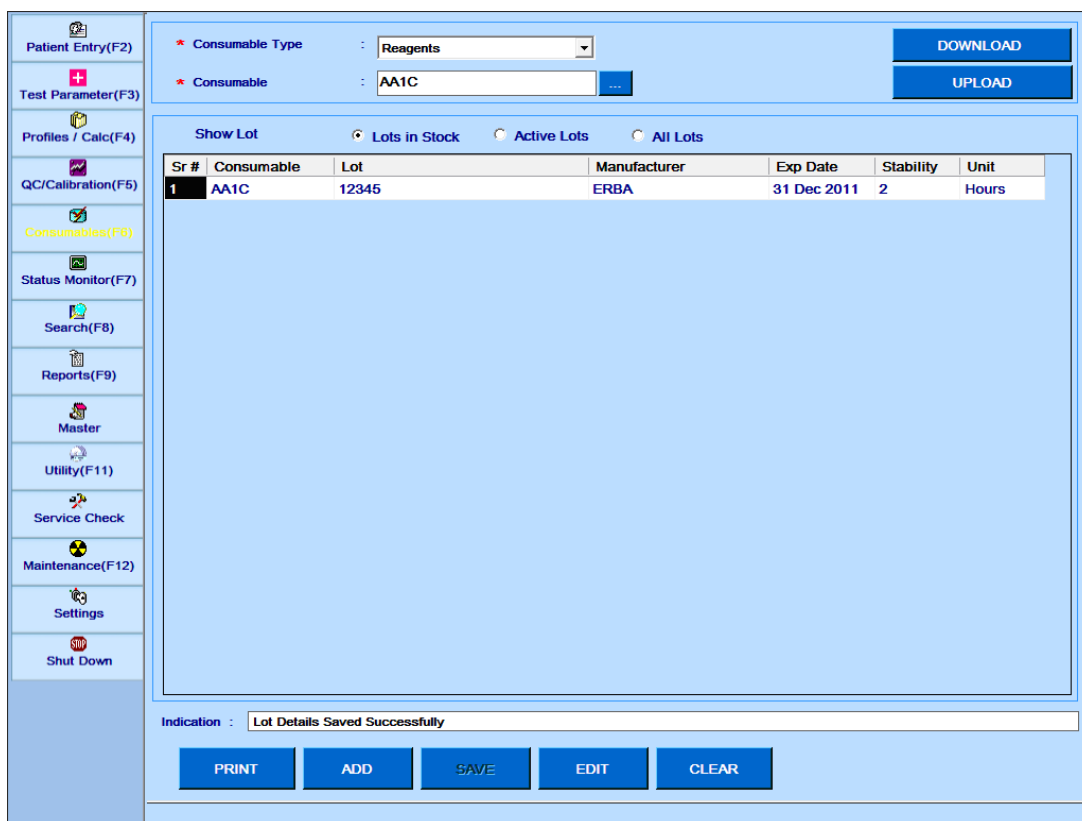 Patient Entry(F2)
Test Parameter(F3)
Profiles / Calc(F4)
QC/Calibration(F5)
Consumables(F6)
Status Monitor(F7)
Search(F8)
Reports(F9)
Master
Utility(F11)
Service Check
Maintenance(F12)
Settings
STOP
Shut Down
* Consumable Type : Reagents
DOWNLOAD
* Consumable : AA1C ...
UPLOAD
Show Lot Lots in Stock Active Lots All Lots
Sr # Consumable Lot Manufacturer Exp Date Stability Unit
1 AA1C 12345 ERBA 31 Dec 2011 2 Hours
Indication : Lot Details Saved Successfully
PRINT ADD SAVE EDIT CLEAR